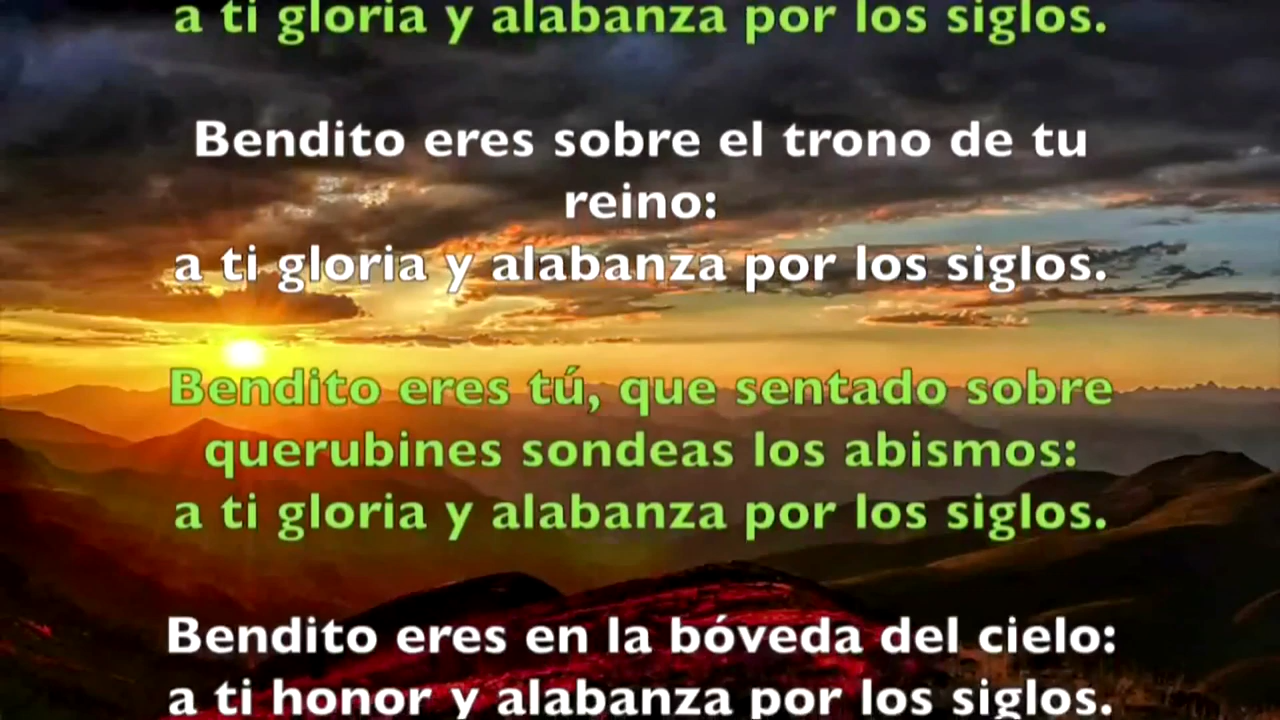 a ti gloria y alabanza por los siglos.
Bendito eres sobre el trono de tu
reino:
a ti gloria y alabanza por los siglos.
Bendito eres tú, que sentado sobre
querubines sondeas los abismos:
a ti gloria y alabanza por los siglos.
Bendito eres en la bóveda del cielo:
a ti honor y alabanza por los siglos.